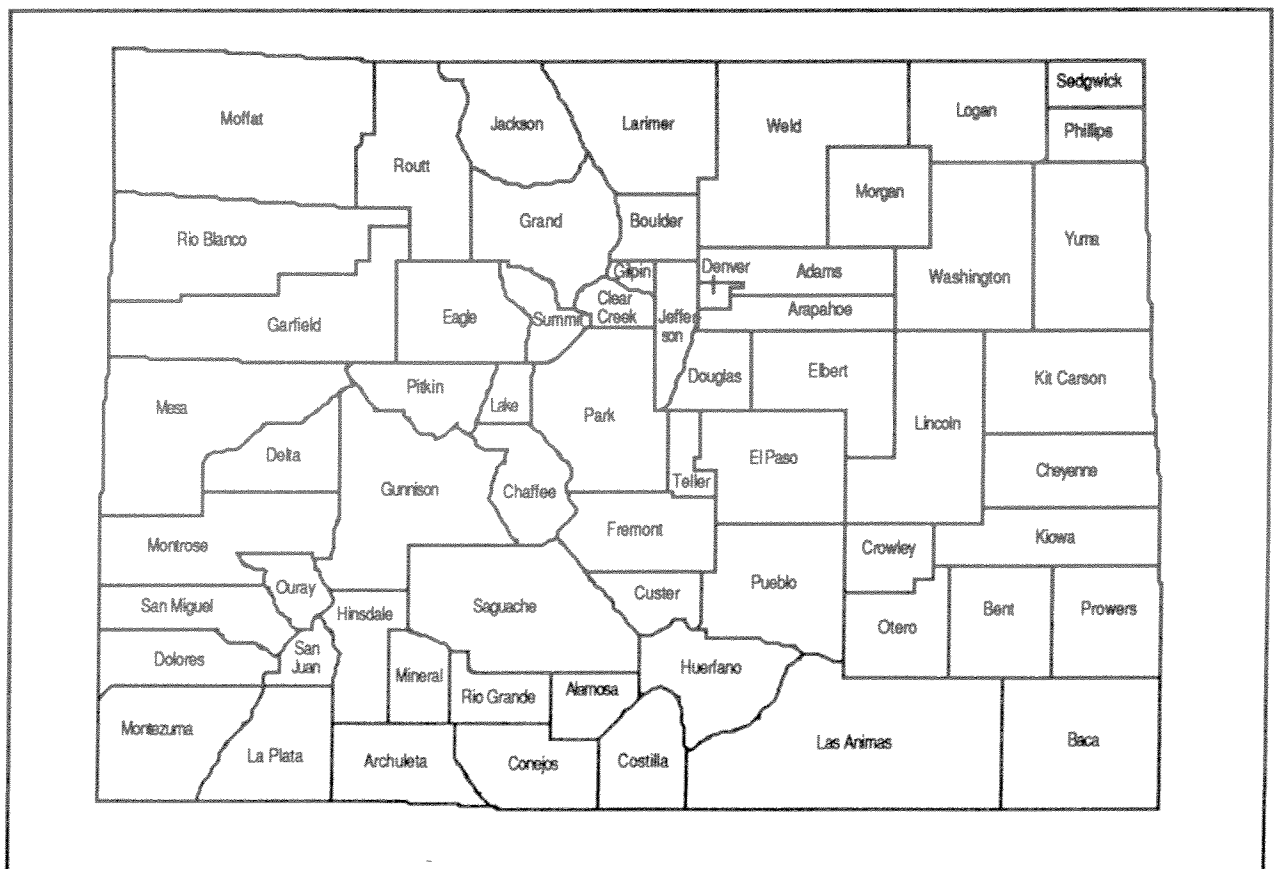 Moffat
Jackson
Larimer
Weld
Logan
Sedgwick
Phillips
Routt
Morgan
Rio Blanco
Grand
Boulder
Yuma
Washington
Gilpin
Denver
Adams
Garfield
Eagle
Summit
Clear
Creek
Jeffer
son
Arapahoe
Mesa
Pitkin
Lake
Park
Douglas
Elbert
Lincoln
Kit Carson
Delta
Gunnison
Chaffee
Teller
El Paso
Cheyenne
Montrose
Fremont
Crowley
Kiowa
Ouray
San Miguel
Hinsdale
Saguache
Custer
Pueblo
Otero
Bent
Prowers
Dolores
San
Juan
Mineral
Rio Grande
Alamosa
Huerfano
Montezuma
La Plata
Archuleta
Conejos
Costilla
Las Animas
Baca